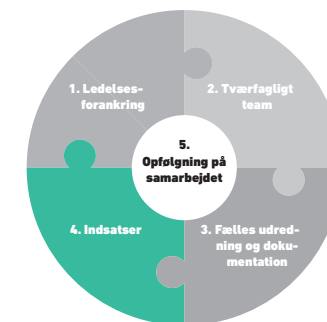 1. Ledelses-
forankring
2. Tværfagligt
team
5.
Opfølgning på
samarbejdet
4. Indsatser
3. Fælles udred-
ning og doku-
mentation